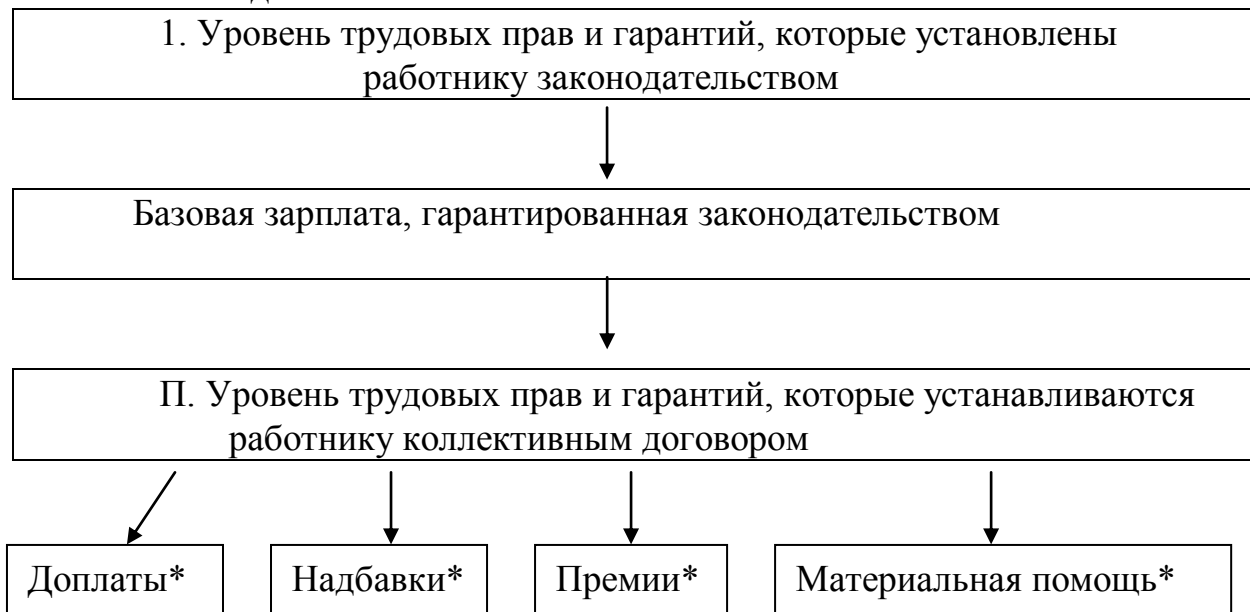 1. Уровень трудовых прав и гарантий, которые установлены
работнику законодательством
Базовая зарплата, гарантированная законодательством
П. Уровень трудовых прав и гарантий, которые устанавливаются
работнику коллективным договором
Доплаты* Надбавки* Премии* Материальная помощь*